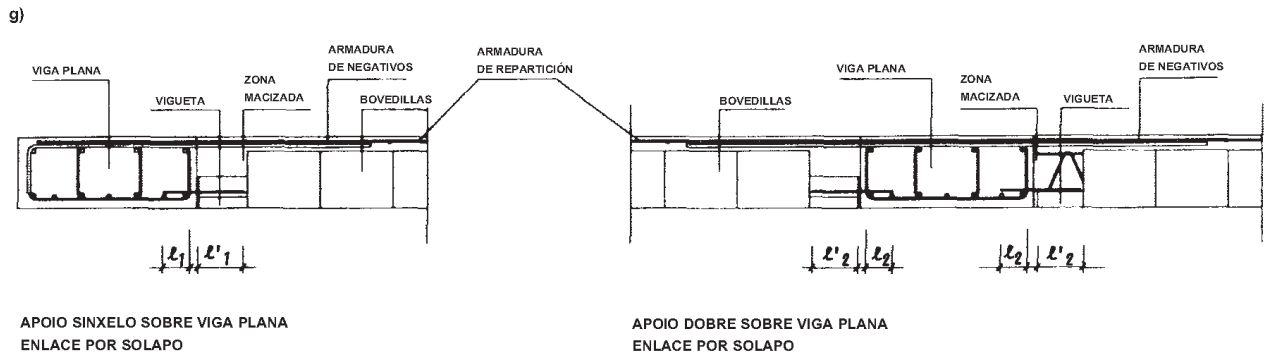 g)
VIGA PLANA
VIGUETA
ZONA
MACIZADA
ARMADURA
DE NEGATIVOS
BOVEDILLAS
ARMADURA
DE REPARTICIÓN
BOVEDILLAS
VIGA PLANA
ZONA
MACIZADA
VIGUETA
ARMADURA
DE NEGATIVOS
ℓ1 ℓ'1
ℓ'2 ℓ2 ℓ2 ℓ'2
APOIO SINXELO SOBRE VIGA PLANA
ENLACE POR SOLAPO
APOIO DOBRE SOBRE VIGA PLANA
ENLACE POR SOLAPO